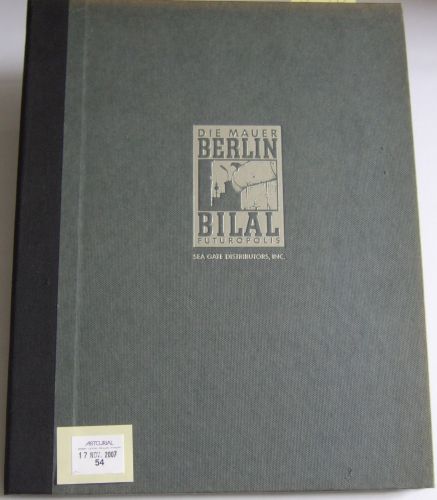 DIE MAUER
BERLIN
BILAL
FUTUROPOLIS
SEA GATE DISTRIBUTORS, INC.
ARTCURIAL
17 NOV. 2007
54